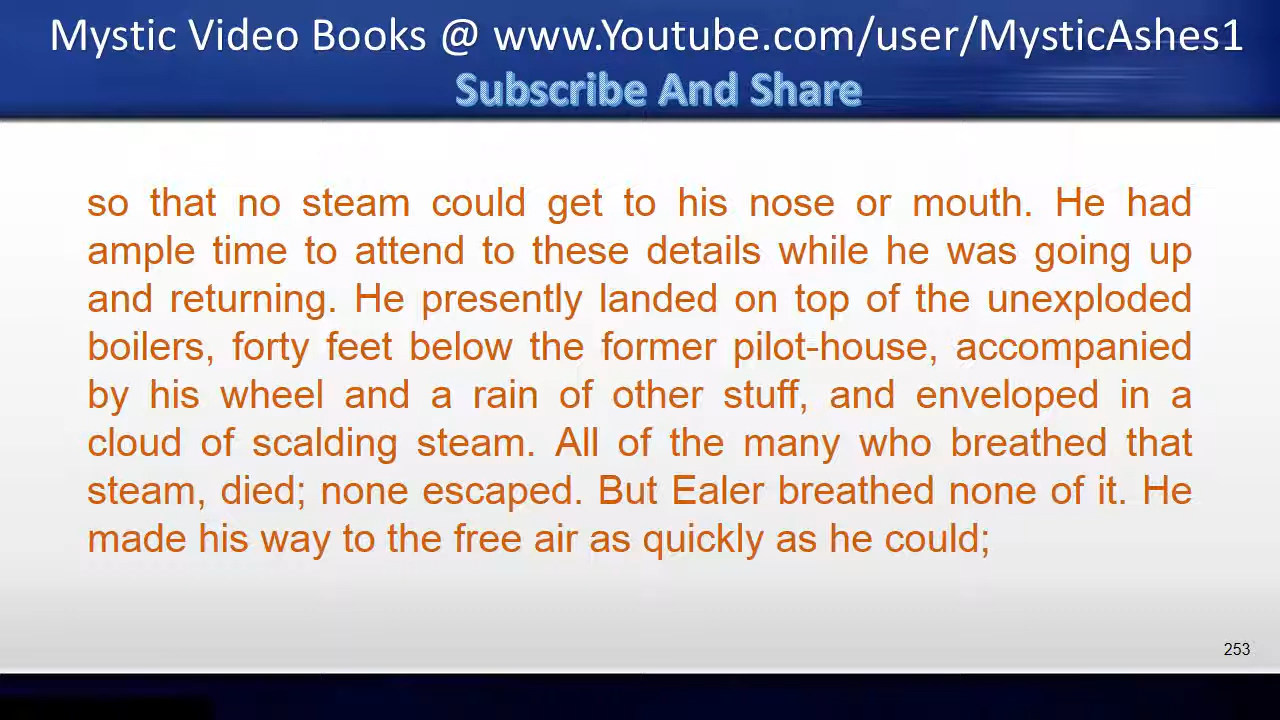 Mystic Video Books @ www.Youtube.com/user/MysticAshes1
Subscribe And Share
so that no steam could get to his nose or mouth. He had
ample time to attend to these details while he was going up
and returning. He presently landed on top of the unexploded
boilers, forty feet below the former pilot-house, accompanied
by his wheel and a rain of other stuff, and enveloped in a
cloud of scalding steam. All of the many who breathed that
steam, died; none escaped. But Ealer breathed none of it. He
made his way to the free air as quickly as he could;
253